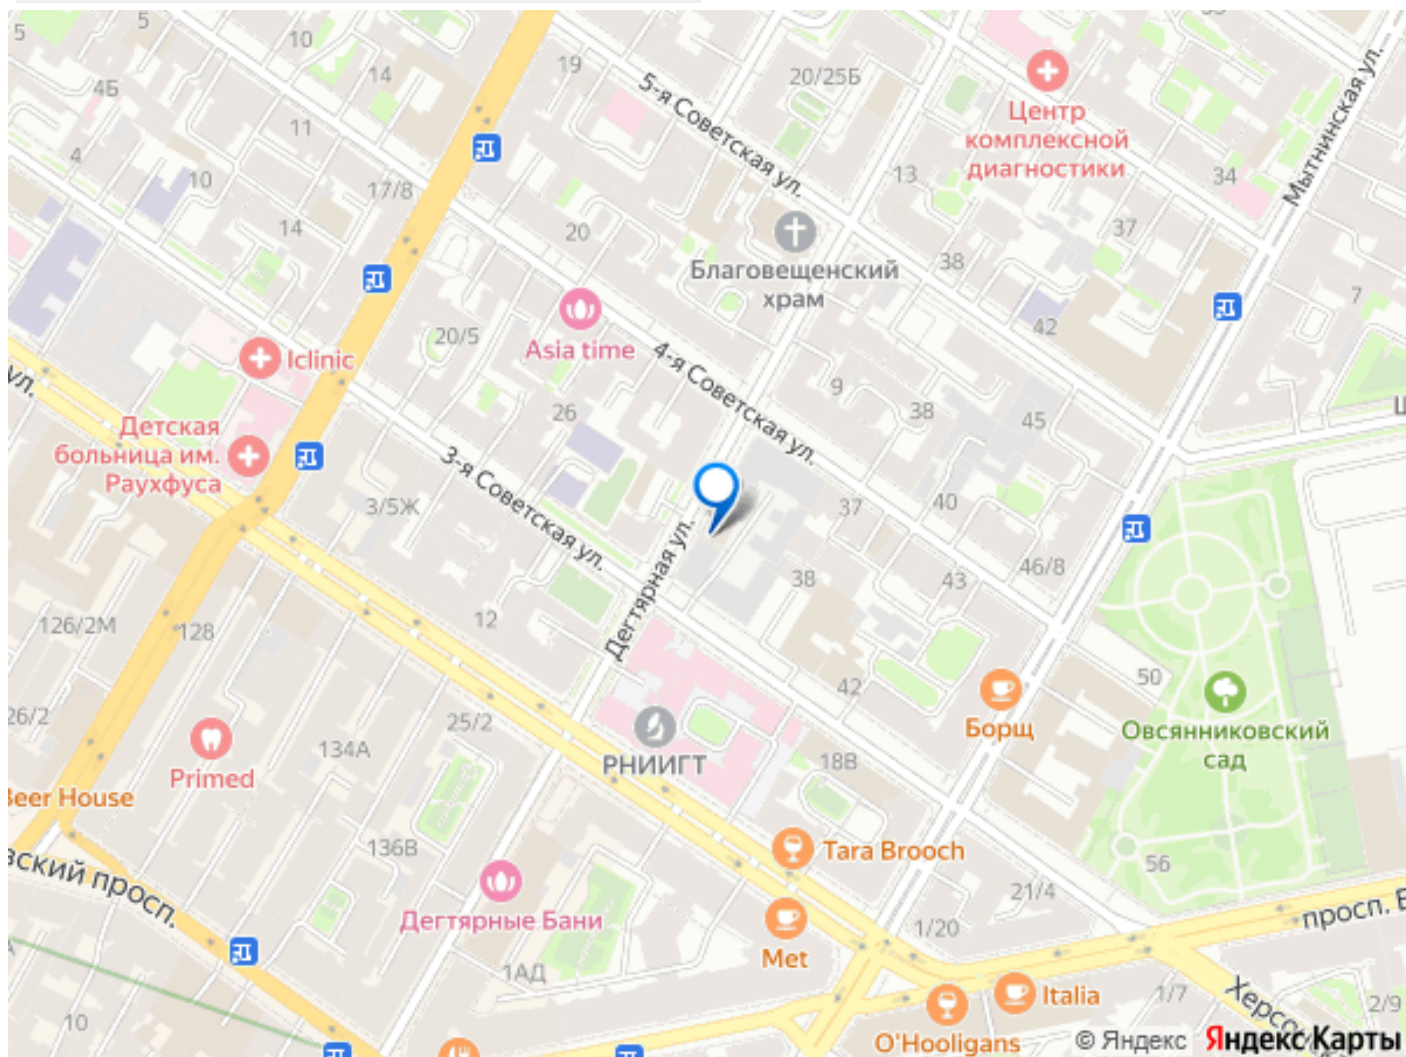 5
5
10
19
14
4Б
11
4
10
17/8
14
20
5-я Советская ул.
20/25Б
Центр
комплексной
диагностики
13
34
37
38
Мытнинская ул.
Благовещенский
храм
42
7
20/5
Asia time
4-я Советская ул.
9
38
45
Iclinic
ул.
Детская
больница им.
Раухфуса
26
3-я Советская ул.
3/5Ж
37
40
46/8
43
38
Дегтярная ул.
12
126/2М
128
42
50
Борщ
Овсянниковский
сад
26/2
25/2
134А
РНИИГТ
18В
Primed
Beer House
136В
Tara Brooch
56
21/4
1/20
просп. Б
вский просп.
Дегтярные Бани
Met
1АД
Italia
1/7
2/9
Херсо
10
O'Hooligans
© Яндекс Яндекс Карты